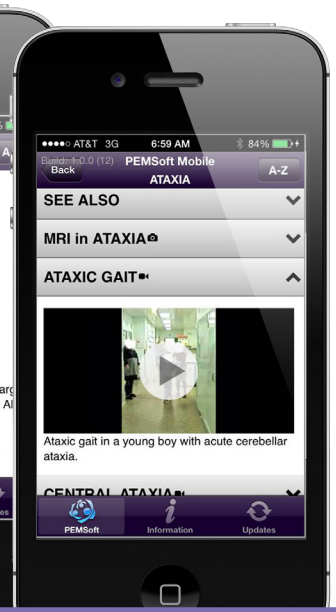 AT&T 3G 6:59 AM 84%
Build: 1.0.0 (12) PEMSoft Mobile
Back ATAXIA A-Z
SEE ALSO
MRI in ATAXIA
ATAXIC GAIT
Ataxic gait in a young boy with acute cerebellar
ataxia.
CENTRAL ATAXIA
PEMSoft Information Updates